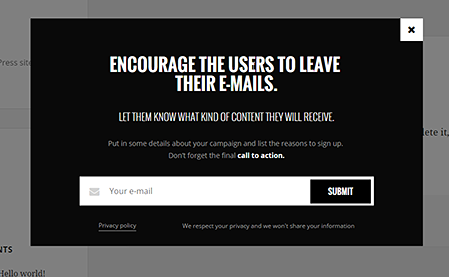 ENCOURAGE THE USERS TO LEAVE
THEIR E-MAILS.
Press site
LET THEM KNOW WHAT KIND OF CONTENT THEY WILL RECEIVE.
lete it,
Put in some details about your campaign and list the reasons to sign up.
Don't forget the final call to action.
Your e-mail
SUBMIT
Privacy policy
We respect your privacy and we won't share your information
NTS
Hello world!